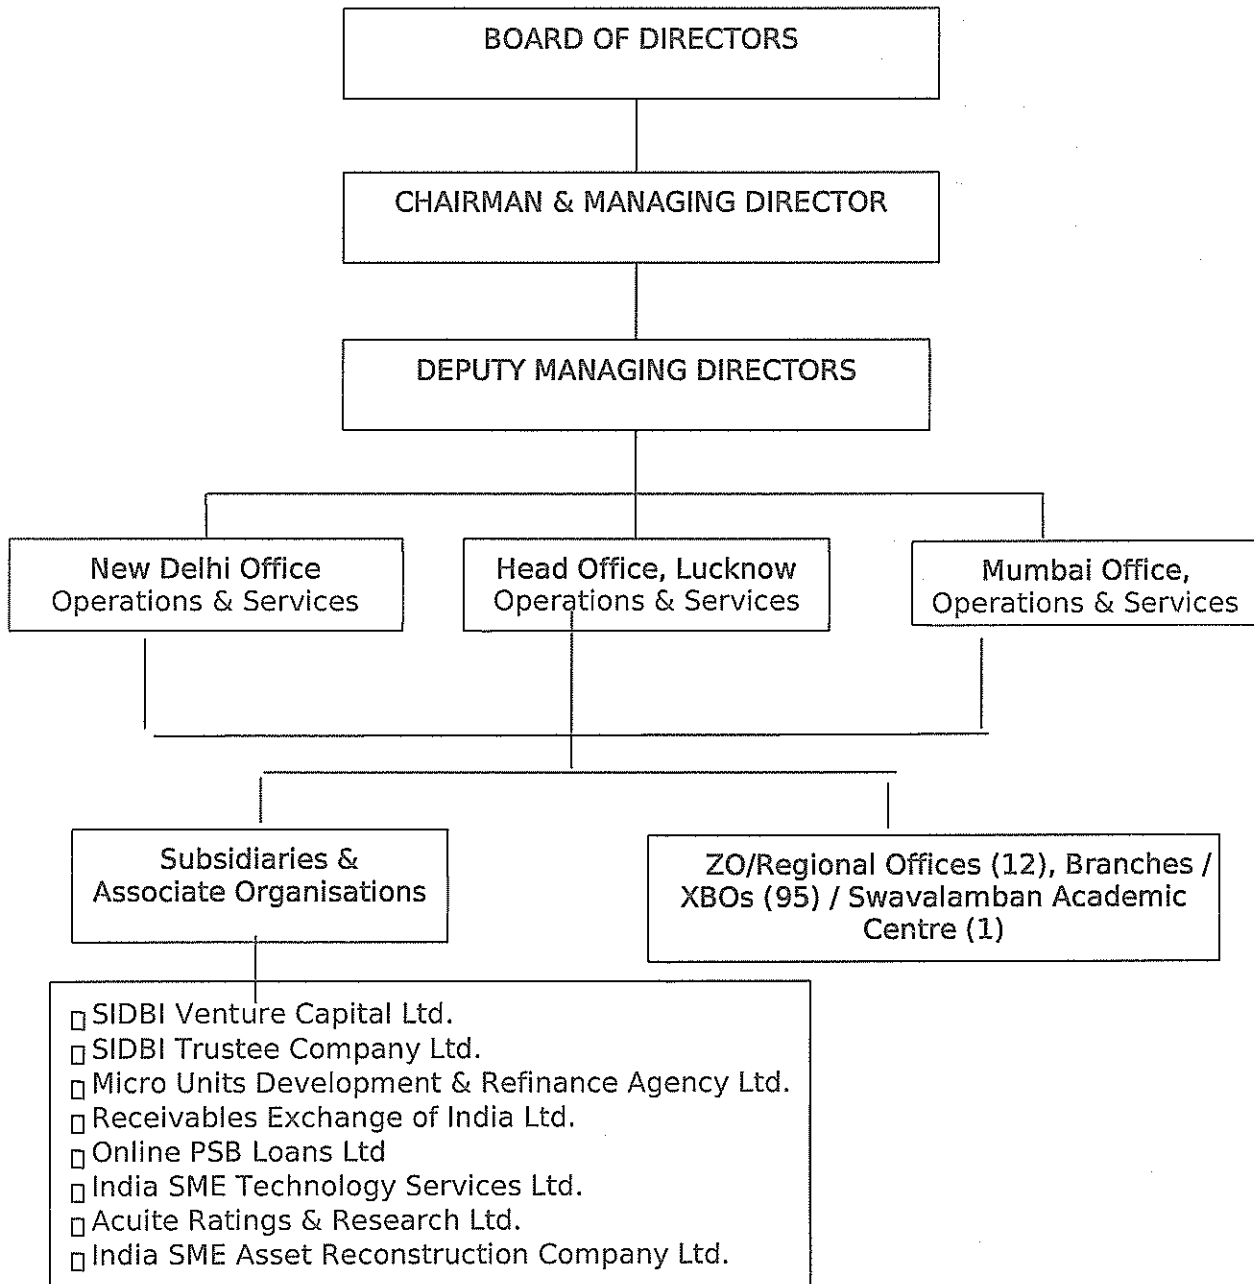 BOARD OF DIRECTORS
CHAIRMAN & MANAGING DIRECTOR
DEPUTY MANAGING DIRECTORS
New Delhi Office
Operations & Services
Head Office, Lucknow
Operations & Services
Mumbai Office,
Operations & Services
Subsidiaries &
Associate Organisations
ZO/Regional Offices (12), Branches /
XBOs (95) / Swavalamban Academic
Centre (1)
SIDBI Venture Capital Ltd.
SIDBI Trustee Company Ltd.
Micro Units Development & Refinance Agency Ltd.
Receivables Exchange of India Ltd.
Online PSB Loans Ltd
India SME Technology Services Ltd.
Acuite Ratings & Research Ltd.
India SME Asset Reconstruction Company Ltd.